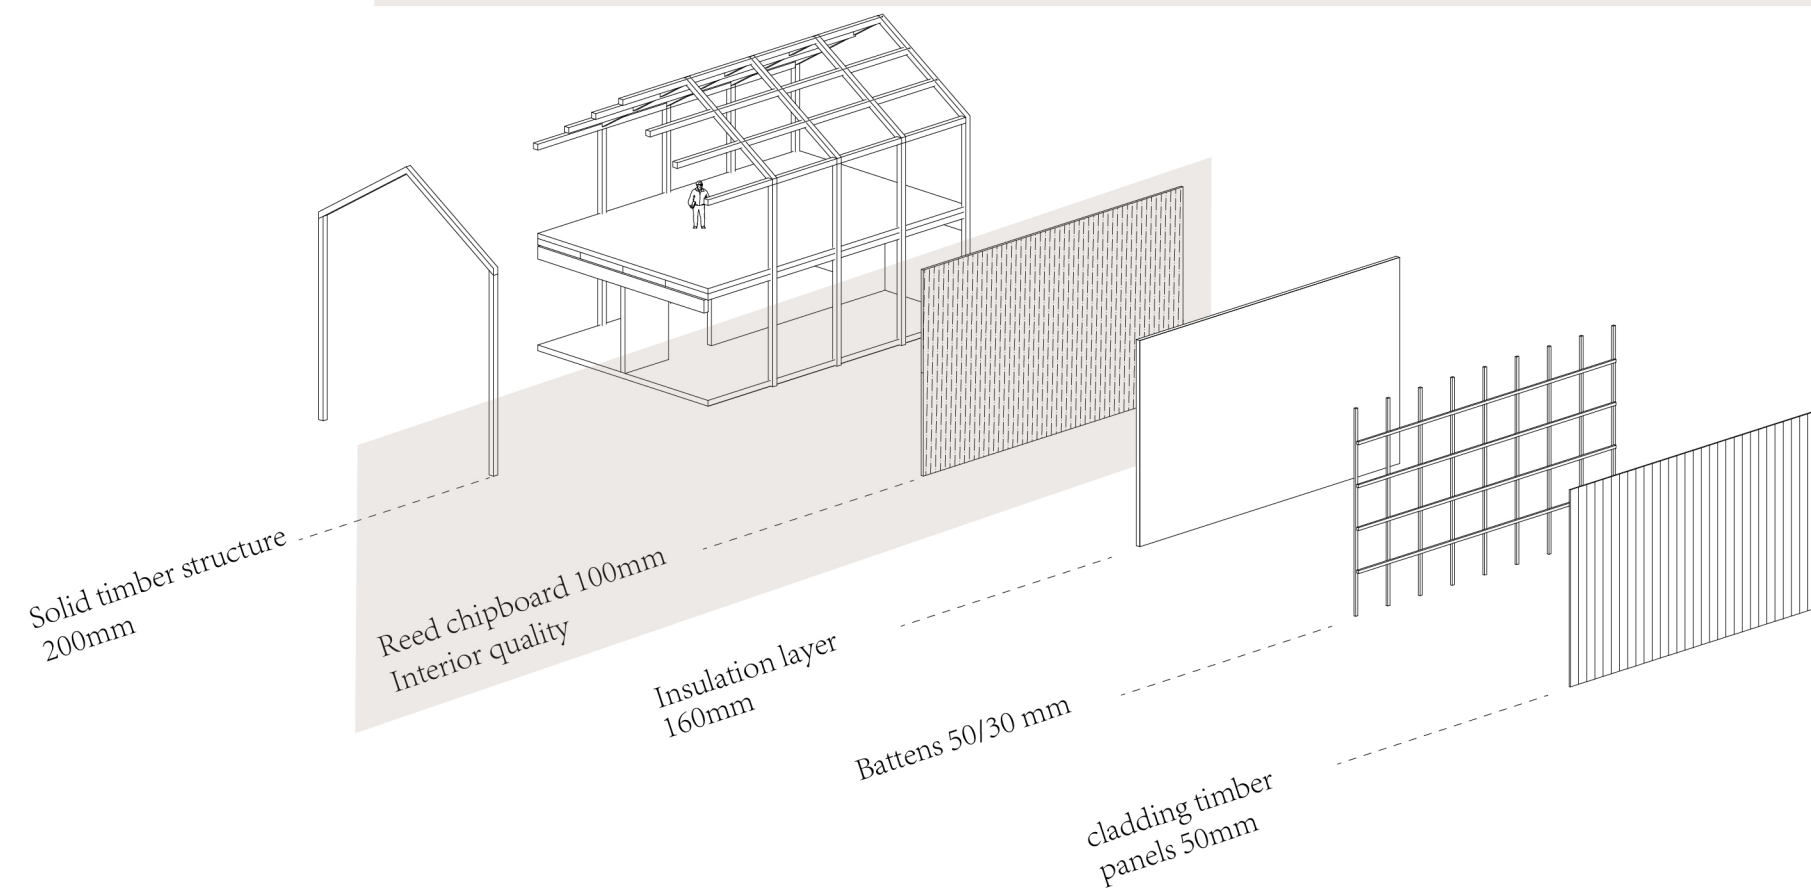 Solid timber structure
200mm
Reed chipboard 100mm
Interior quality
Insulation layer
160mm
Battens 50/30 mm
cladding timber
panels 50mm